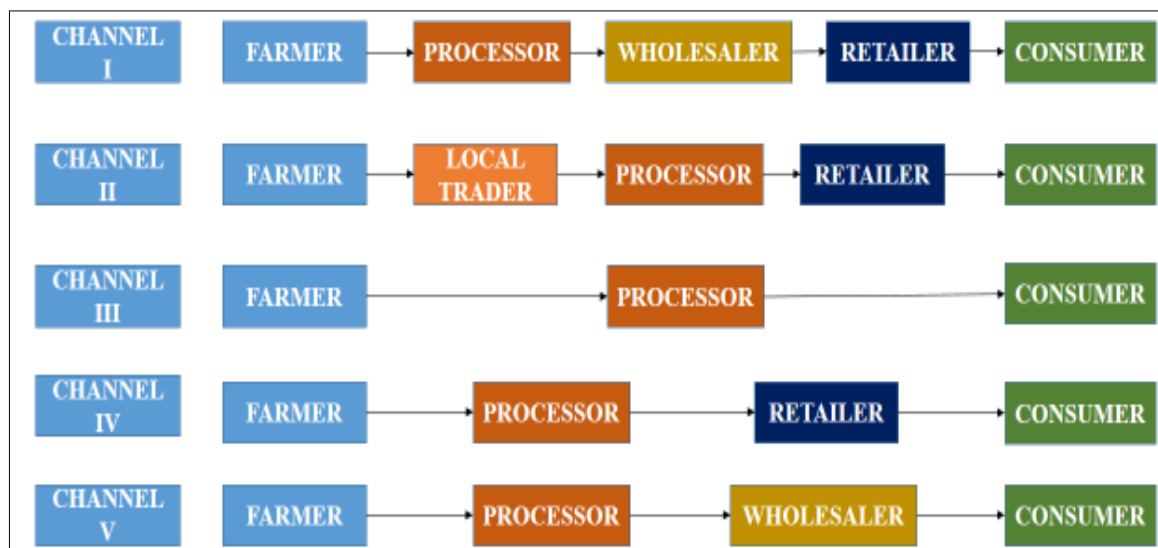 CHANNEL
I
FARMER
PROCESSOR
WHOLESALER
RETAILER
CONSUMER
CHANNEL
II
FARMER
LOCAL
TRADER
PROCESSOR
RETAILER
CONSUMER
CHANNEL
III
FARMER
PROCESSOR
CONSUMER
CHANNEL
IV
FARMER
PROCESSOR
RETAILER
CONSUMER
CHANNEL
V
FARMER
PROCESSOR
WHOLESALER
CONSUMER